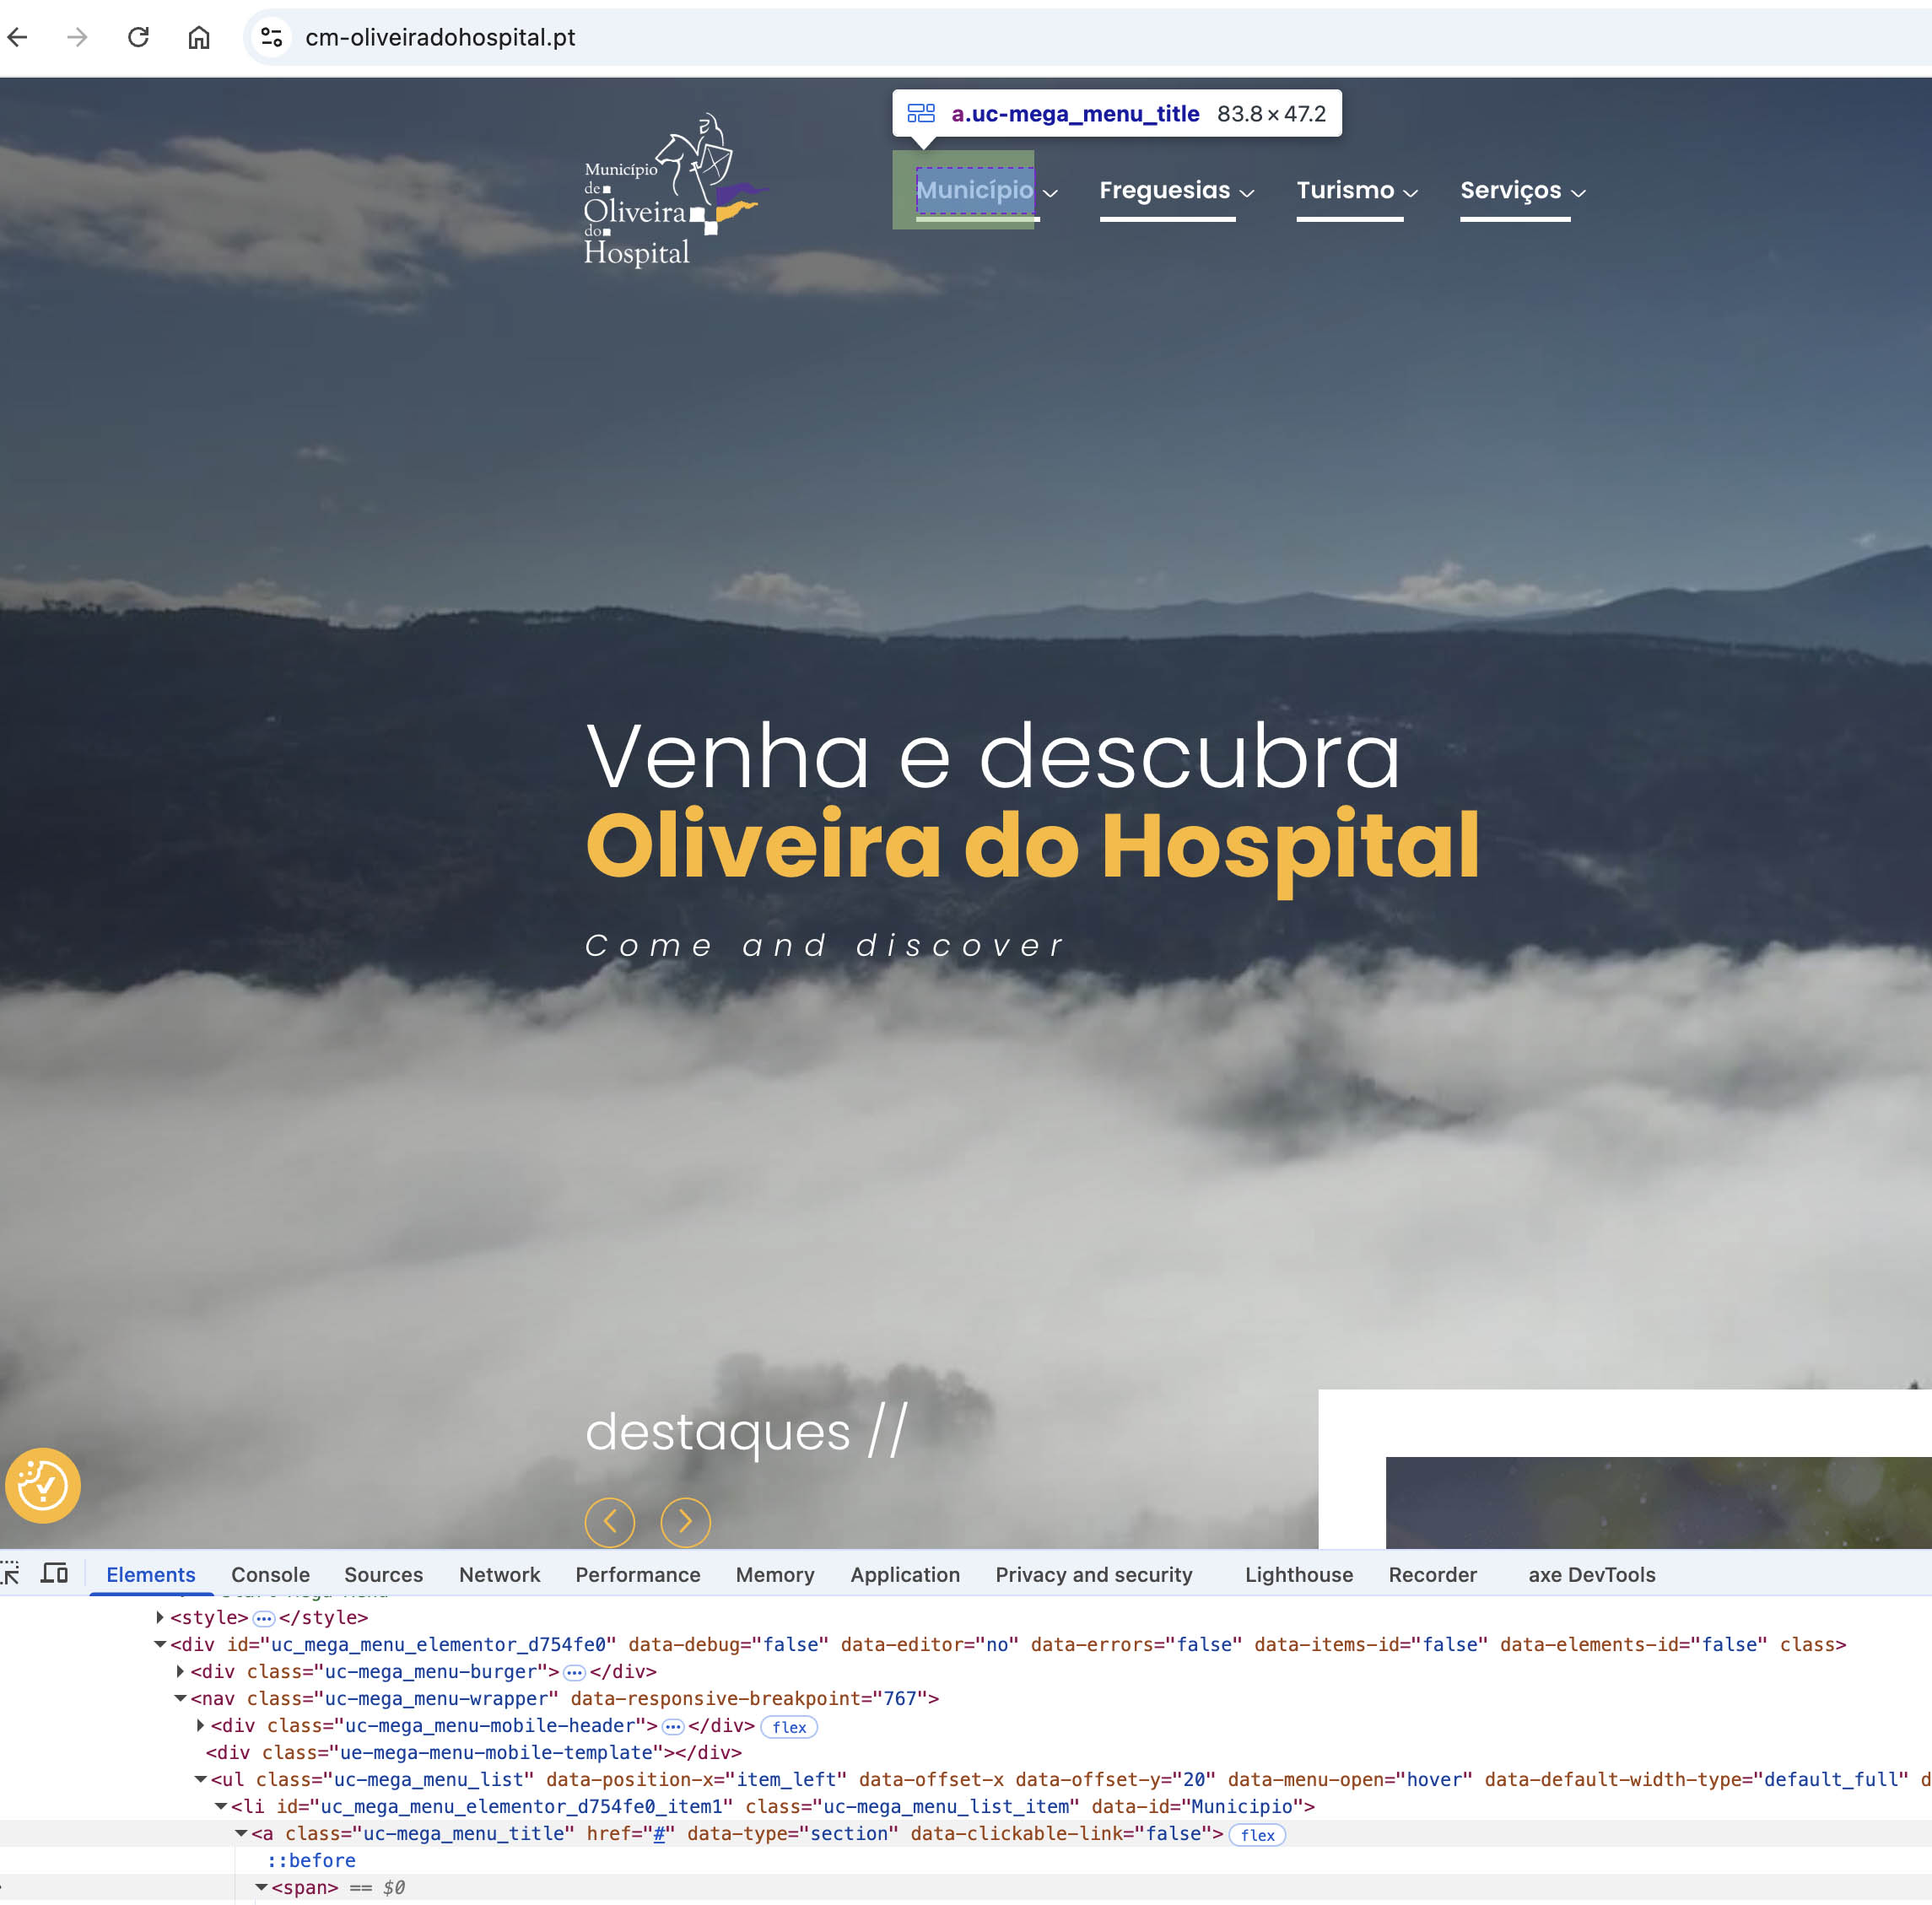 cm-oliveiradohospital.pt
a.uc-mega_menu_title 83.8×47.2
Município
de
Oliveira
do
Hospital
Município
Freguesias
Turismo
Serviços
Venha e descubra
Oliveira do Hospital
Come and discover
destaques //
Elements Console Sources Network Performance Memory Application Privacy and security Lighthouse Recorder axe DevTools
<style>…</style>
<div id="uc_mega_menu_elementor_d754fe0" data-debug="false" data-editor="no" data-errors="false" data-items-id="false" data-elements-id="false" class>
<div class="uc-mega_menu-burger">…</div>
<nav class="uc-mega_menu-wrapper" data-responsive-breakpoint="767">
<div class="uc-mega_menu-mobile-header">…</div> flex
<div class="ue-mega-menu-mobile-template"></div>
<ul class="uc-mega_menu_list" data-position-x="item_left" data-offset-x data-offset-y="20" data-menu-open="hover" data-default-width-type="default_full" d
<li id="uc_mega_menu_elementor_d754fe0_item1" class="uc-mega_menu_list_item" data-id="Municipio">
<a class="uc-mega_menu_title" href="#" data-type="section" data-clickable-link="false"> flex
::before
<span> == $0